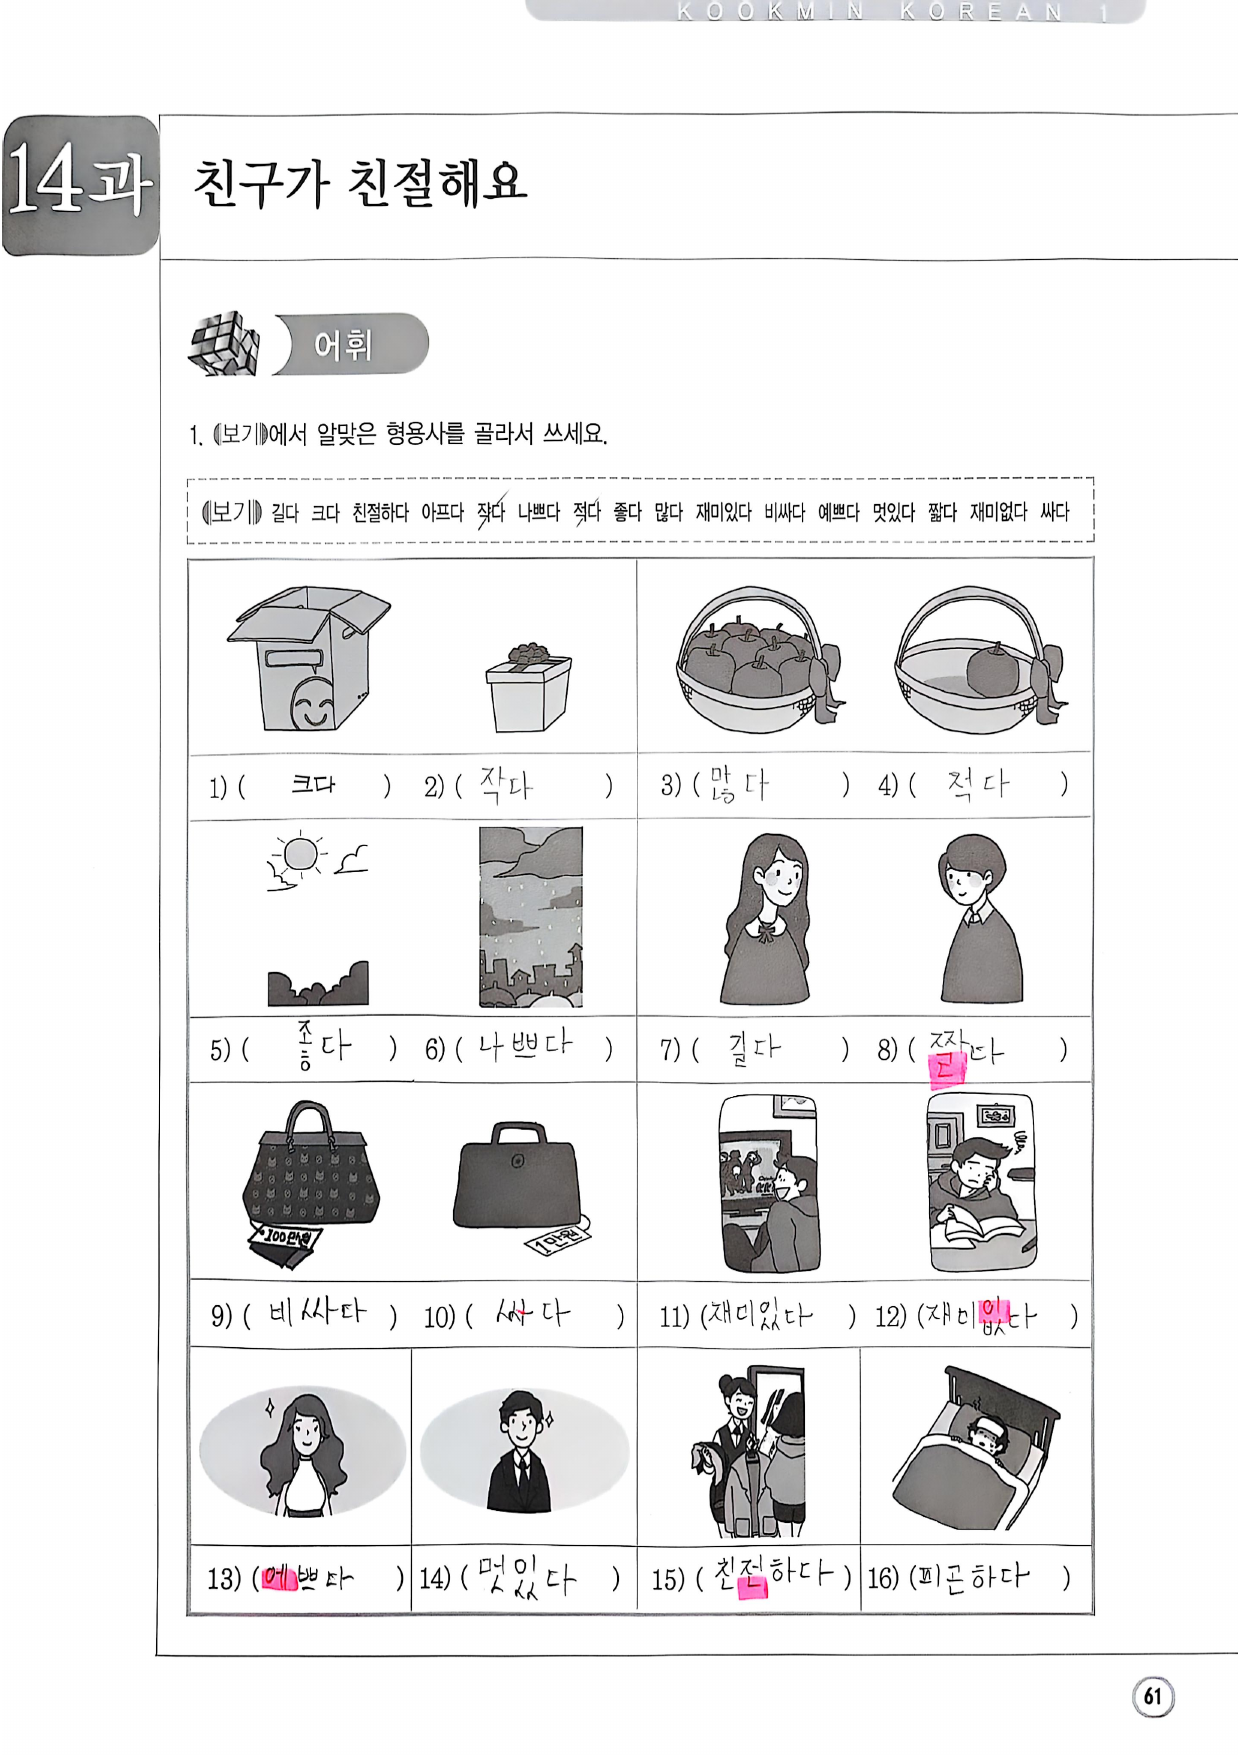 KOOKMIN KOREAN 1
14과
친구가 친절해요
어휘
1. 《보기》에서 알맞은 형용사를 골라서 쓰세요.
《보기》 길다 크다 친절하다 아프다 작다 나쁘다 적다 좋다 많다 재미있다 비싸다 예쁘다 멋있다 짧다 재미없다 싸다
1) ( 크다 ) 2) ( 작다 ) 3) ( 많다 ) 4) ( 적다 )
5) ( 좋다 ) 6) ( 나쁘다 ) 7) ( 길다 ) 8) ( 짣다 )
100만원
1만원
9) ( 비싸다 ) 10) ( 싸다 ) 11) ( 재미있다 ) 12) ( 재미없다 )
13) ( 에쁘다 ) 14) ( 멋있다 ) 15) ( 친전하다 ) 16) ( 피곤하다 )
61